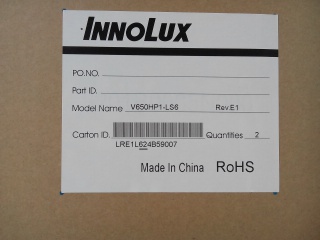 INNOLUX
PO.NO.
Part ID.
Model Name V650HP1-LS6 Rev.E1
Carton ID. Quantities 2
LRE1L624B59007
Made In China RoHS